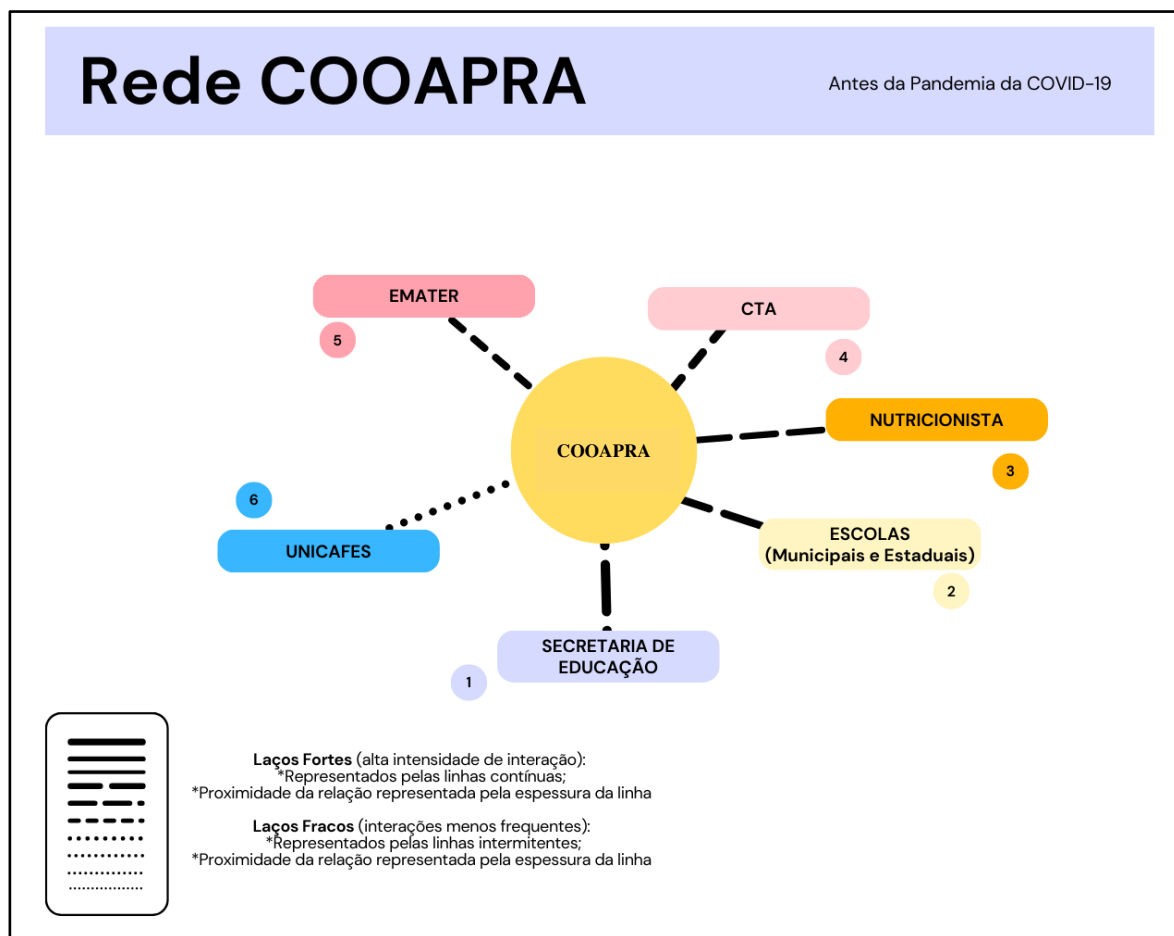 Rede COOAPRA
Antes da Pandemia da COVID-19
EMATER
5
CTA
4
NUTRICIONISTA
3
COOAPRA
6
UNICAFES
ESCOLAS
(Municipais e Estaduais)
2
SECRETARIA DE
EDUCAÇÃO
1
Laços Fortes (alta intensidade de interação):
*Representados pelas linhas contínuas;
*Proximidade da relação representada pela espessura da linha
Laços Fracos (interações menos frequentes):
*Representados pelas linhas intermitentes;
*Proximidade da relação representada pela espessura da linha